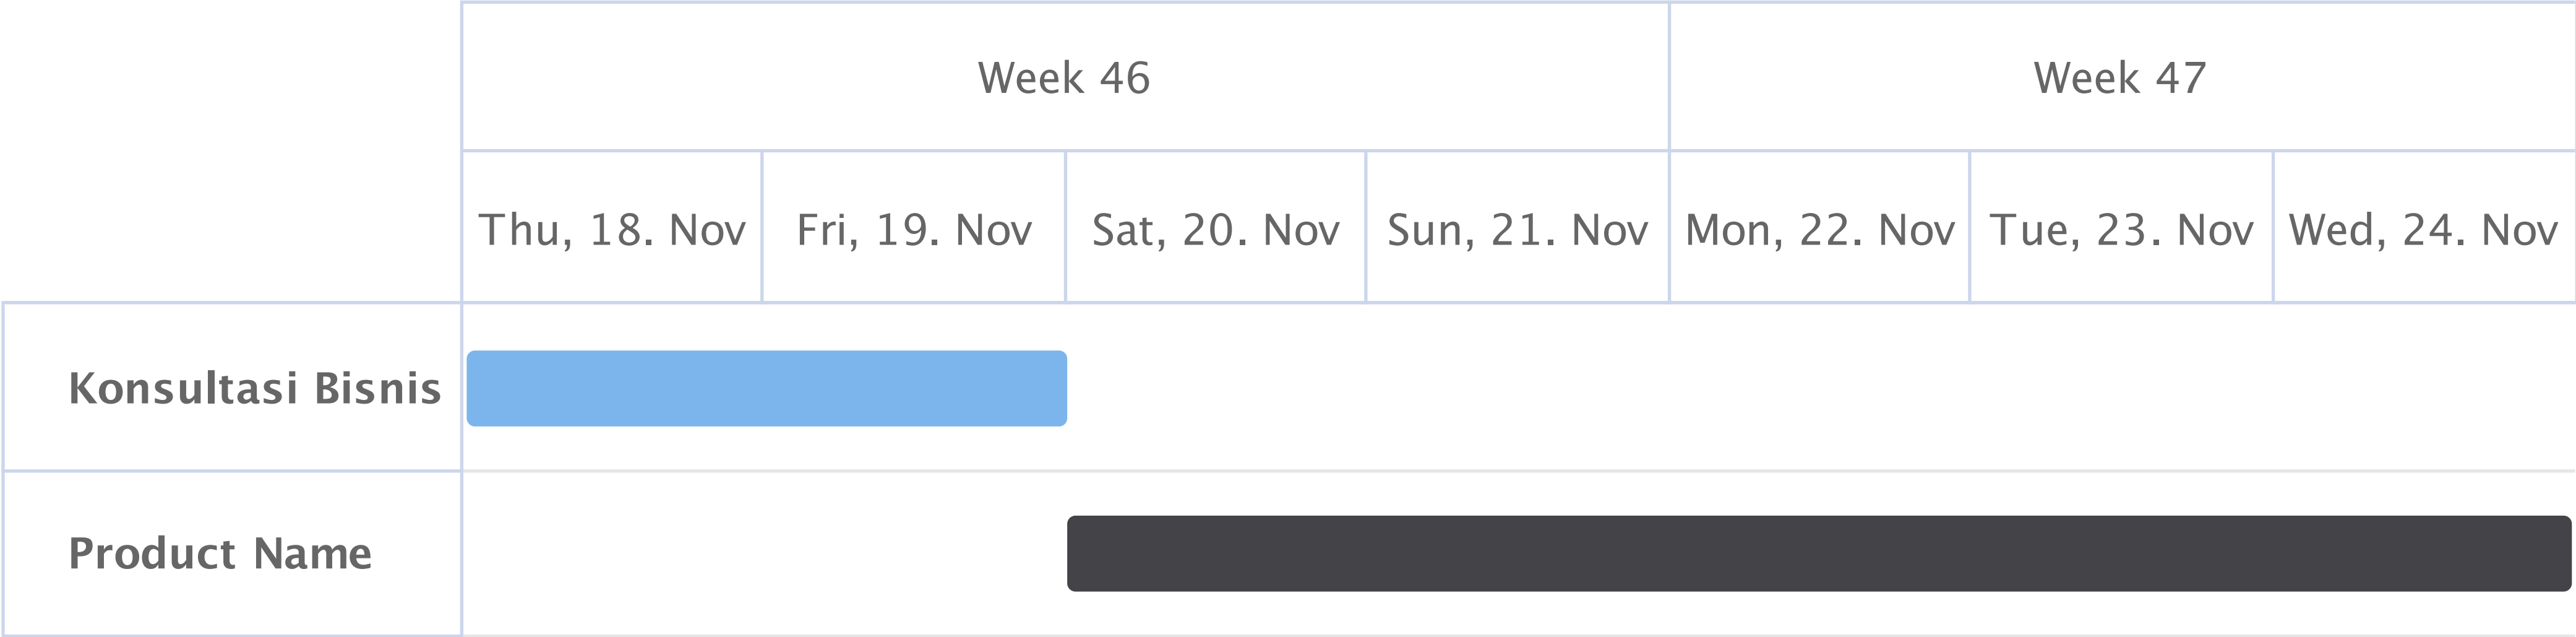 Week 46
Week 47
Thu, 18. Nov
Fri, 19. Nov
Sat, 20. Nov
Sun, 21. Nov
Mon, 22. Nov
Tue, 23. Nov
Wed, 24. Nov
Konsultasi Bisnis
Product Name